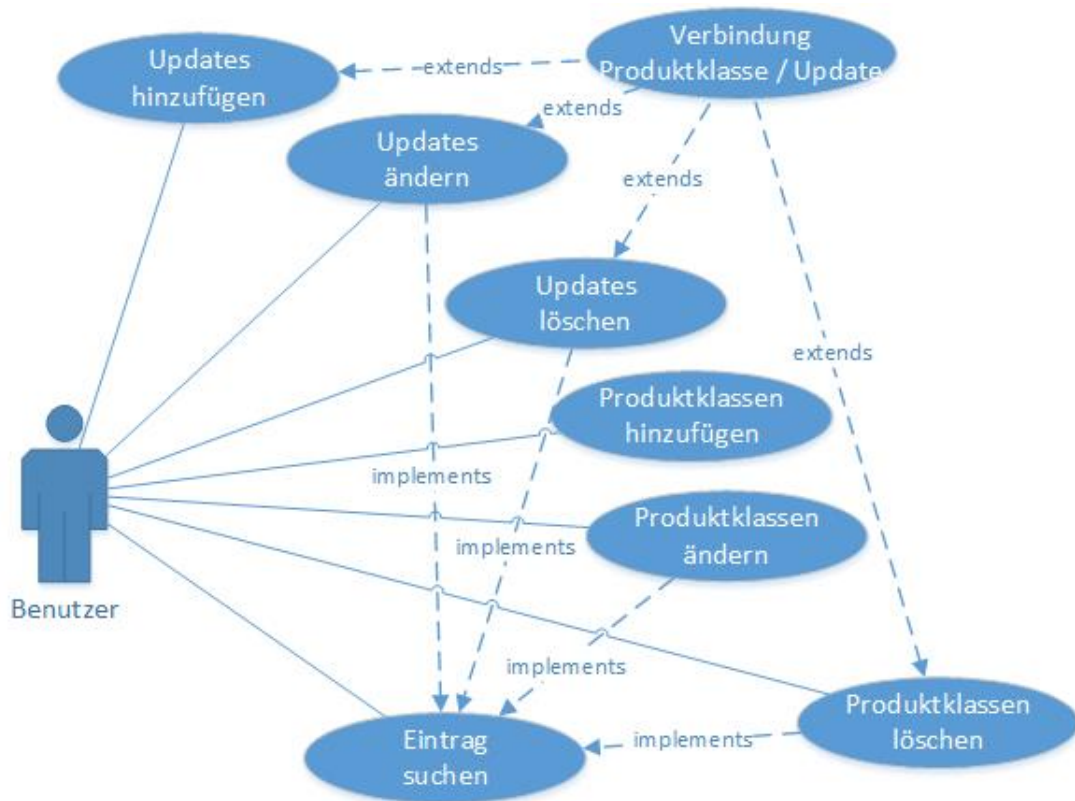 Updates
hinzufügen
extends
Verbindung
Produktklasse / Update
extends
Updates
ändern
extends
Updates
löschen
extends
Produktklassen
hinzufügen
implements
Produktklassen
ändern
implements
Benutzer
implements
Produktklassen
löschen
implements
Eintrag
suchen